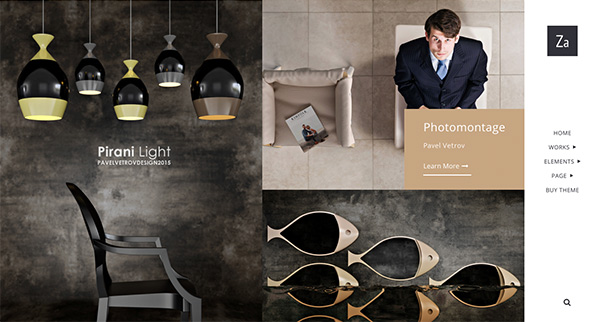 Pirani Light
PAVELVETROVDESIGN2015
Photomontage
Pavel Vetrov
Learn More →
Za
HOME
WORKS ▸
ELEMENTS ▸
PAGE ▸
BUY THEME